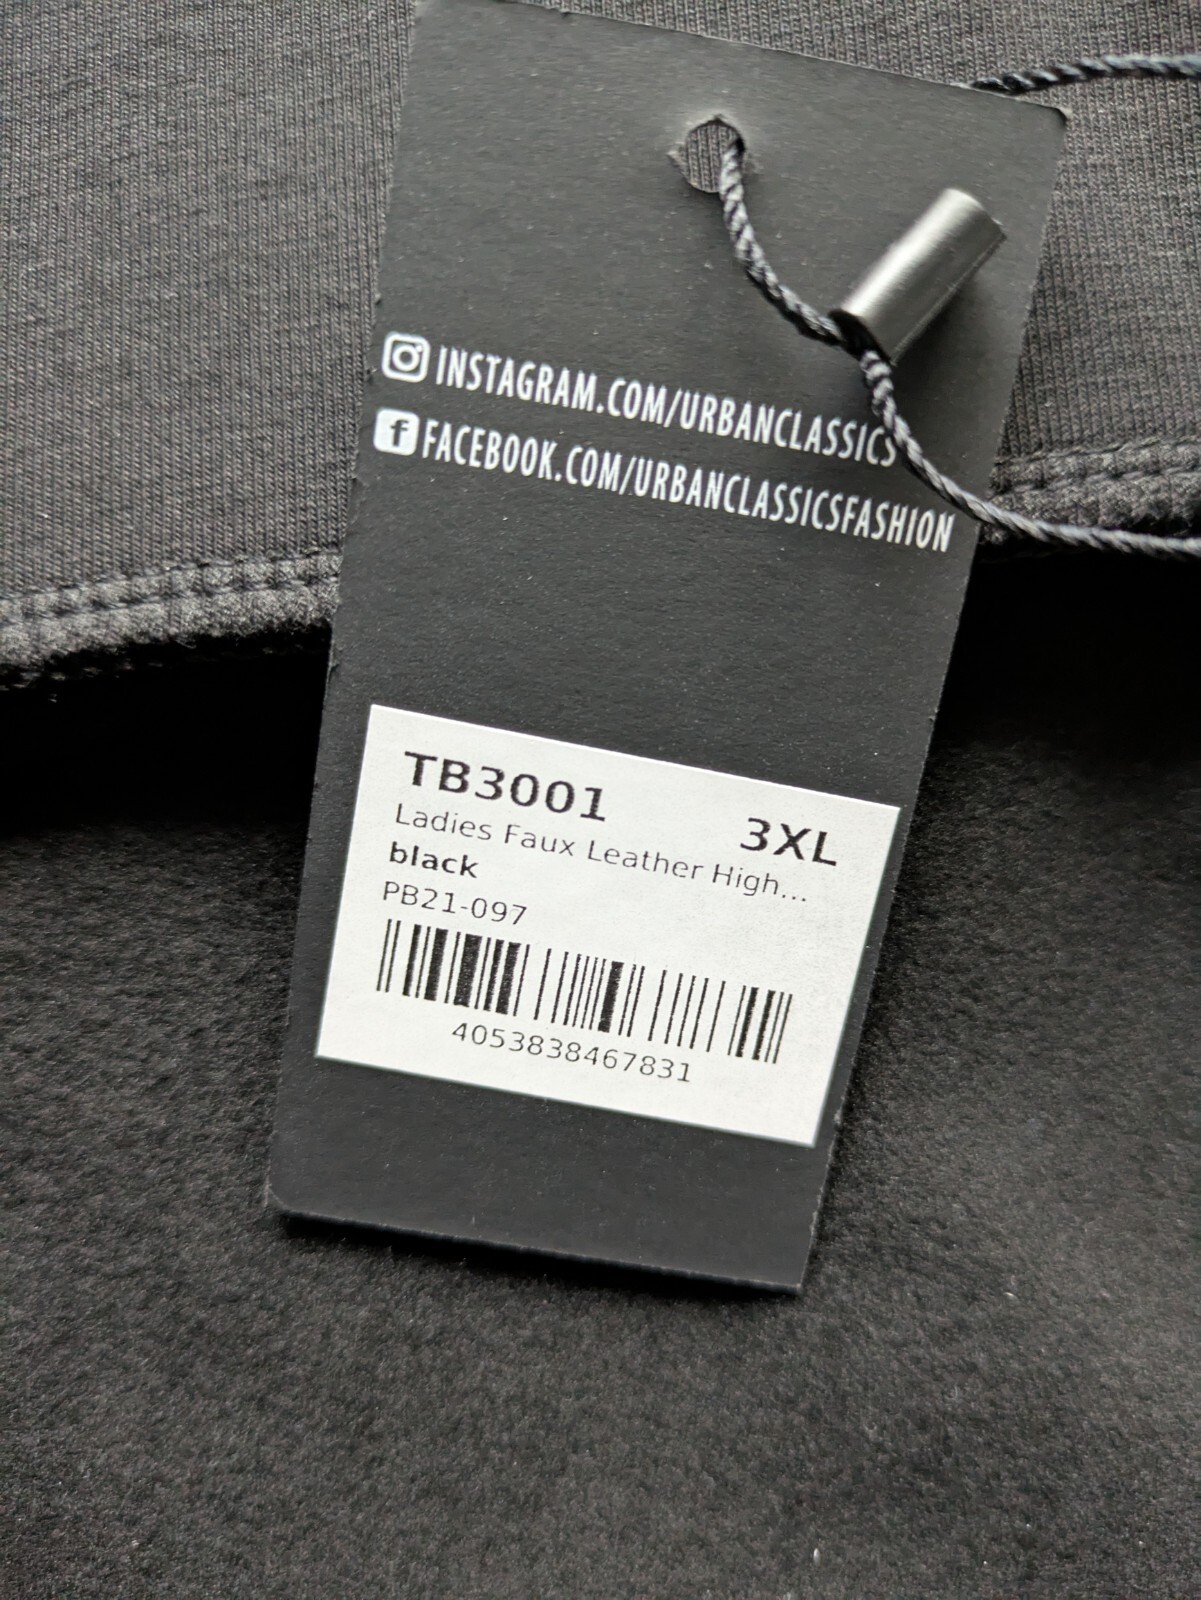 INSTAGRAM.COM/URBANCLASSICS
FACEBOOK.COM/URBANCLASSICSFASHION
TB3001
3XL
Ladies Faux Leather High...
black
PB21-097
4053838467831